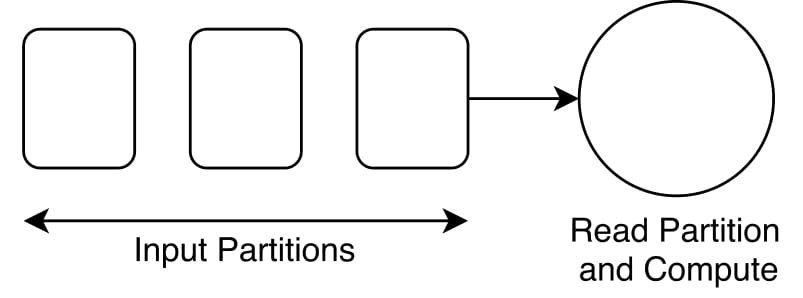 Input Partitions
Read Partition
and Compute